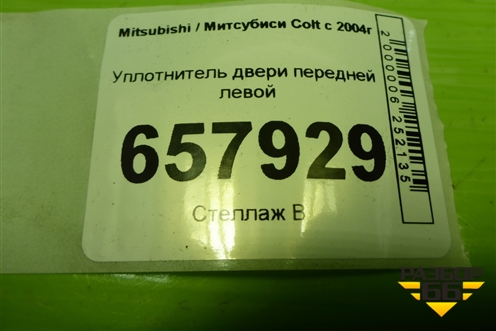 Mitsubishi / Митсубиси Colt с 2004г
Уплотнитель двери передней
левой
657929
Стеллаж В
2000006252135
РАЗБОР
66